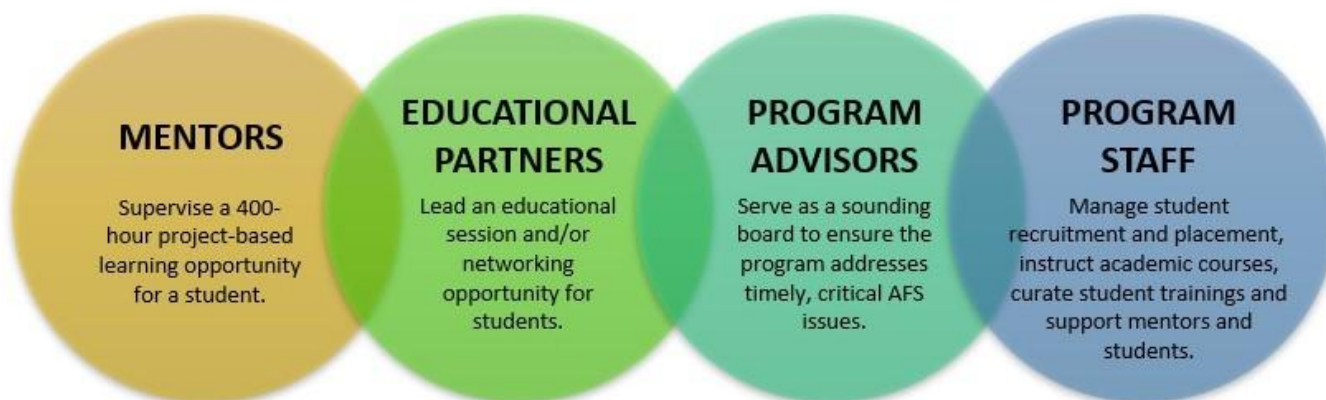 MENTORS
Supervise a 400-
hour project-based
learning opportunity
for a student.
EDUCATIONAL
PARTNERS
Lead an educational
session and/or
networking
opportunity for
students.
PROGRAM
ADVISORS
Serve as a sounding
board to ensure the
program addresses
timely, critical AFS
issues.
PROGRAM
STAFF
Manage student
recruitment and placement,
instruct academic courses,
curate student trainings and
support mentors and
students.